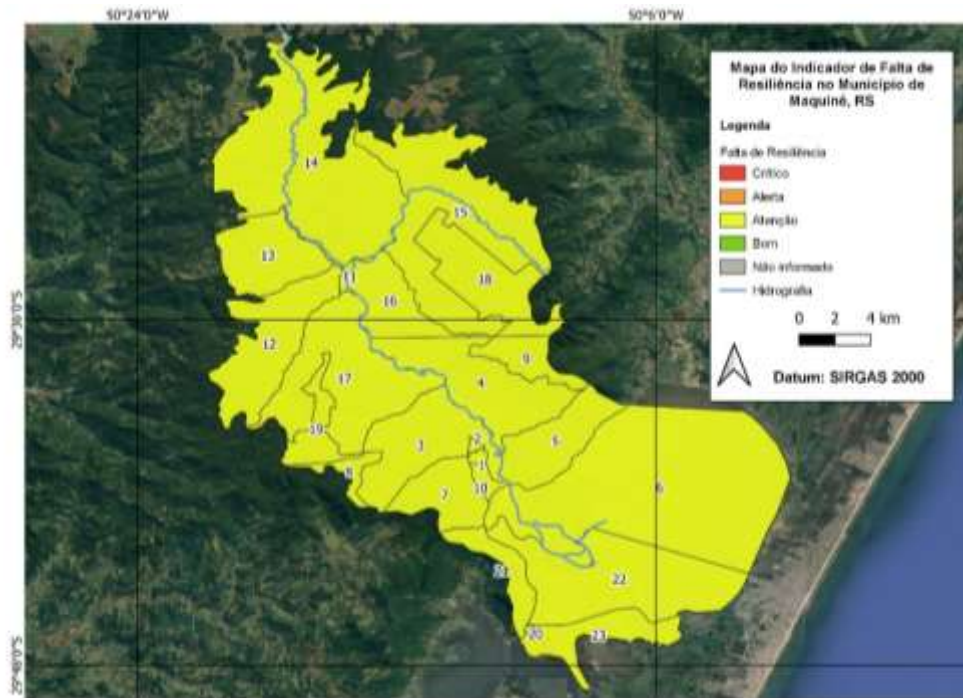 50°24'0"W
50°6'0"W
Mapa do Indicador de Falta de
Resiliência no Município de
Maquiné, RS
Legenda
Falta de Resiliência
Crítico
Alerta
Atenção
Bom
Não informado
Hidrografia
0 2 4 km
Datum: SIRGAS 2000
14
15
13
11
18
16
29°36'0"S
12
9
17
4
19
2
3
5
8
1
6
7
10
21
22
20
23
29°48'0"S